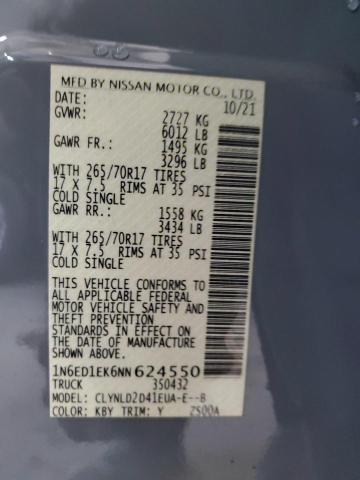 MFD BY NISSAN MOTOR CO., LTD.
DATE: 10/21
GVWR: 2727 KG
6012 LB
GAWR FR.: 1495 KG
3296 LB
WITH 265/70R17 TIRES
17 X 7.5 RIMS AT 35 PSI
COLD SINGLE
GAWR RR.: 1558 KG
3434 LB
WITH 265/70R17 TIRES
17 X 7.5 RIMS AT 35 PSI
COLD SINGLE
THIS VEHICLE CONFORMS TO
ALL APPLICABLE FEDERAL
MOTOR VEHICLE SAFETY AND
THEFT PREVENTION
STANDARDS IN EFFECT ON
THE DATE OF MANUFACTURE
SHOWN ABOVE.
1N6ED1EK6NN 624550
TRUCK 350432
MODEL: CLYNLD2D41EUA-E--B
COLOR: KBY TRIM: Y 2S00A